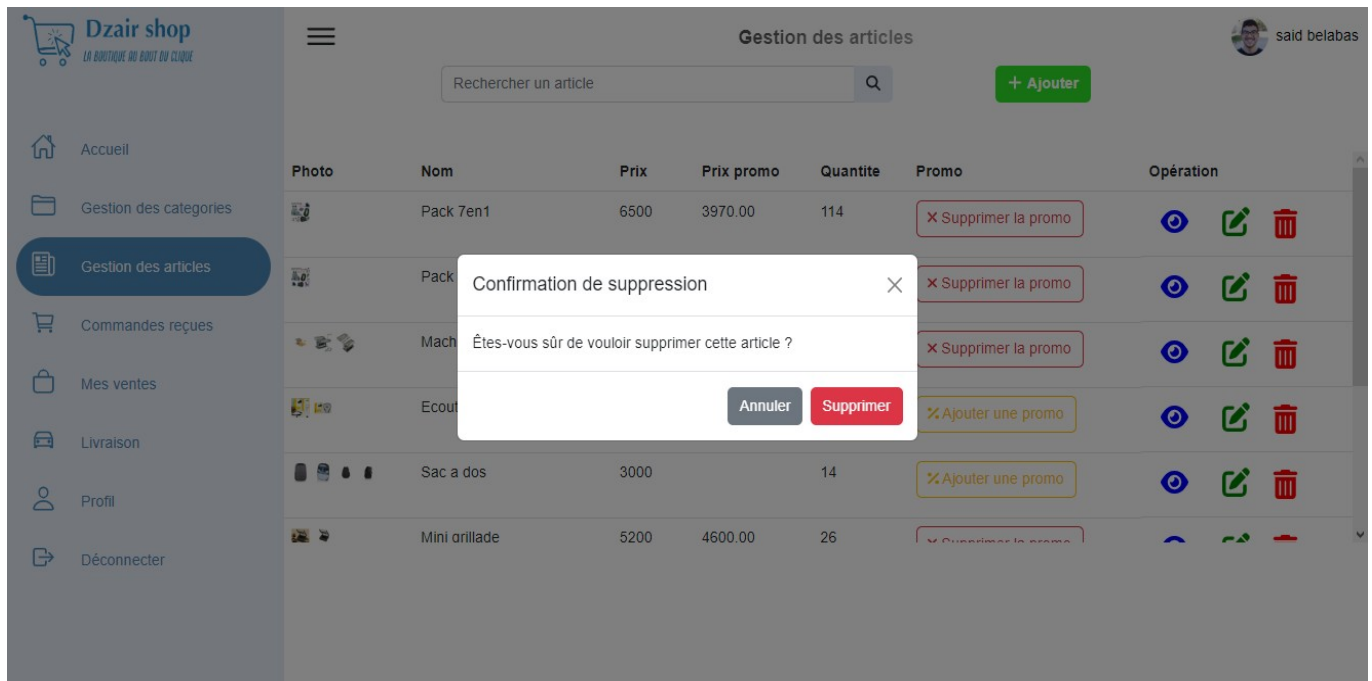 Dzair shop
LA BOUTIQUE AU BOUT DU CLIQUE
Gestion des articles
said belabas
Rechercher un article
+ Ajouter
Accueil
Gestion des categories
Gestion des articles
Commandes reçues
Mes ventes
Livraison
Profil
Déconnecter
Photo Nom Prix Prix promo Quantite Promo Opération
Pack 7en1 6500 3970.00 114 Supprimer la promo
Pack Supprimer la promo
Mach Supprimer la promo
Ecout Ajouter une promo
Sac a dos 3000 14 Ajouter une promo
Mini grillade 5200 4600.00 26 Supprimer la promo
Confirmation de suppression
Êtes-vous sûr de vouloir supprimer cette article ?
Annuler Supprimer